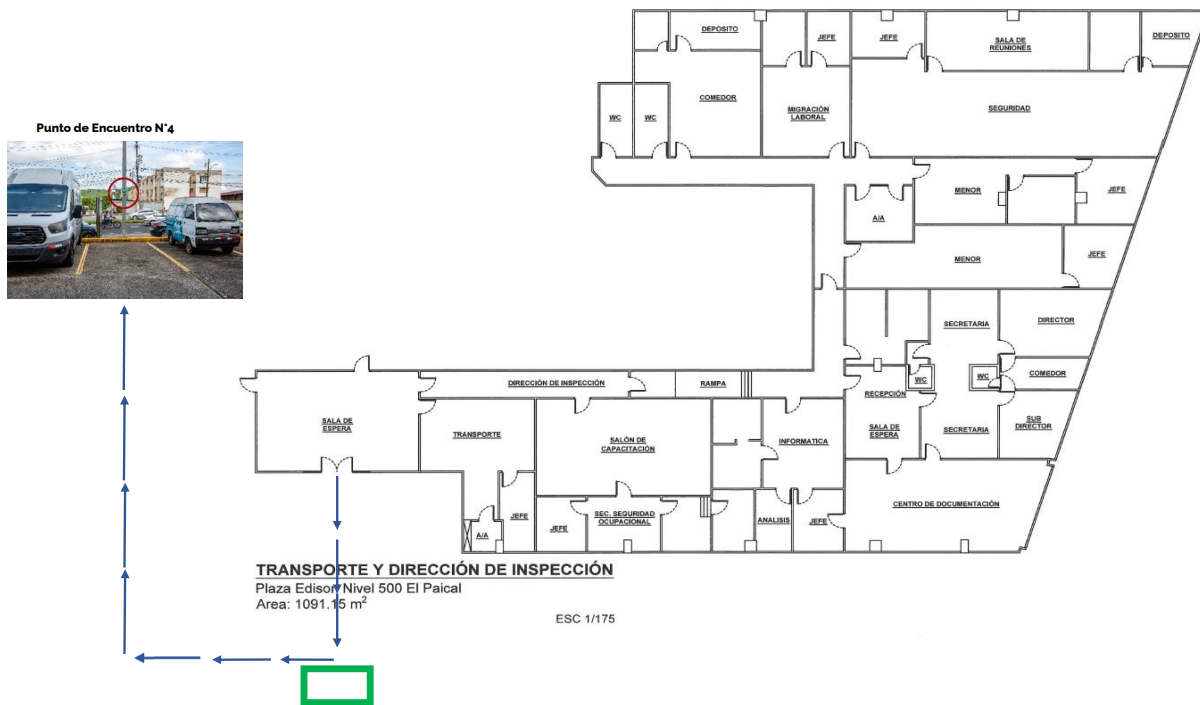 DEPOSITO
JEFE
JEFE
SALA DE
REUNIONES
DEPOSITO
COMEDOR
WC
WC
MIGRACIÓN
LABORAL
SEGURIDAD
Punto de Encuentro N°4
MENOR
JEFE
A/A
MENOR
JEFE
SECRETARIA
DIRECTOR
WC
WC
COMEDOR
DIRECCIÓN DE INSPECCIÓN
RAMPA
RECEPCIÓN
SALA DE
ESPERA
TRANSPORTE
SALÓN DE
CAPACITACIÓN
INFORMATICA
SALA DE
ESPERA
SECRETARIA
SUB
DIRECTOR
JEFE
A/A
JEFE
SEC. SEGURIDAD
OCUPACIONAL
ANALISIS
JEFE
CENTRO DE DOCUMENTACIÓN
TRANSPORTE Y DIRECCIÓN DE INSPECCIÓN
Plaza Edison Nivel 500 El Paical
Area: 1091.15 m²
ESC 1/175